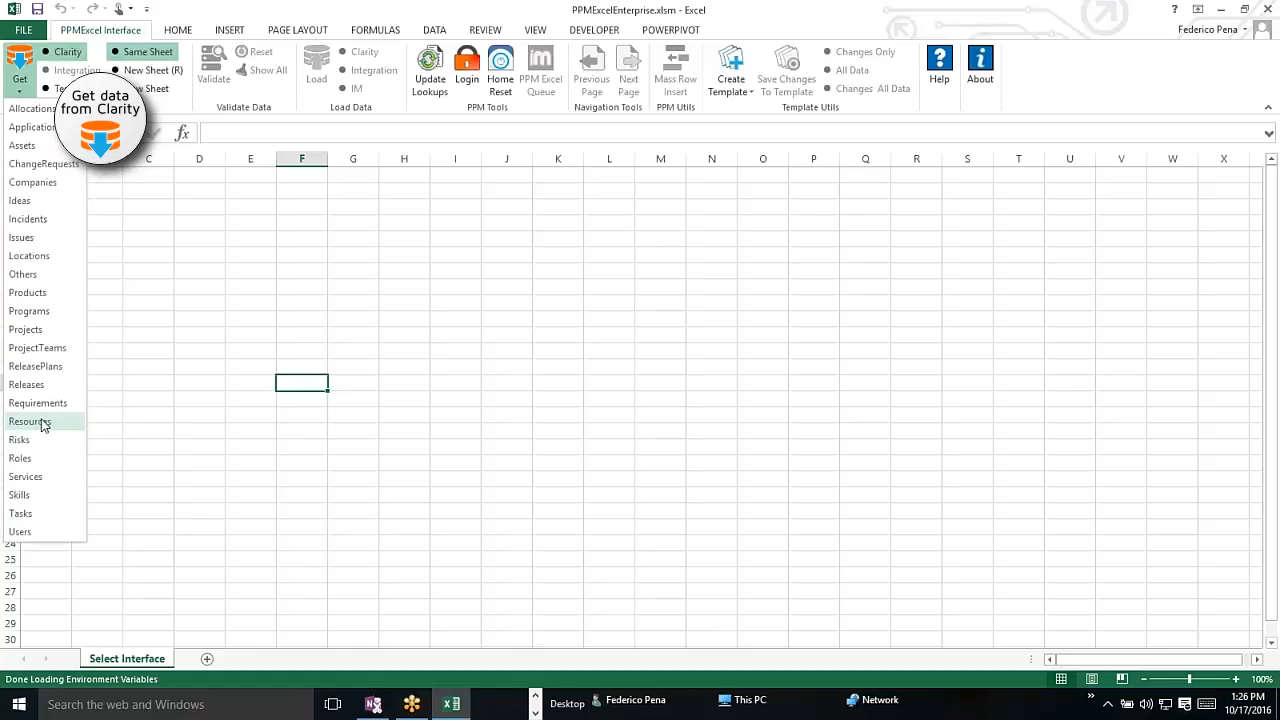 PPMExcelEnterprise.xlsm - Excel
FILE
PPMExcel Interface
HOME
INSERT
PAGE LAYOUT
FORMULAS
DATA
REVIEW
VIEW
DEVELOPER
POWERPIVOT
Federico Pena
Get
Clarity
Integration
Same Sheet
New Sheet (R)
Sheet
Validate
Reset
Show All
Load
Clarity
Integration
IM
Update Lookups
Login
Home Reset
PPM Excel Queue
Previous Page
Next Page
Mass Row Insert
Create Template
Save Changes To Template
Changes Only
All Data
Changes All Data
Help
About
Validate Data
Load Data
PPM Tools
Navigation Tools
PPM Utils
Template Utils
Get data
from Clarity
fx
C D E F G H I J K L M N O P Q R S T U V W X
Allocations
Application
Assets
ChangeRequests
Companies
Ideas
Incidents
Issues
Locations
Others
Products
Programs
Projects
ProjectTeams
ReleasePlans
Releases
Requirements
Resources
Risks
Roles
Services
Skills
Tasks
Users
24
25
26
27
28
29
30
Select Interface
Done Loading Environment Variables
100%
Search the web and Windows
Desktop
Federico Pena
This PC
Network
1:26 PM
10/17/2016